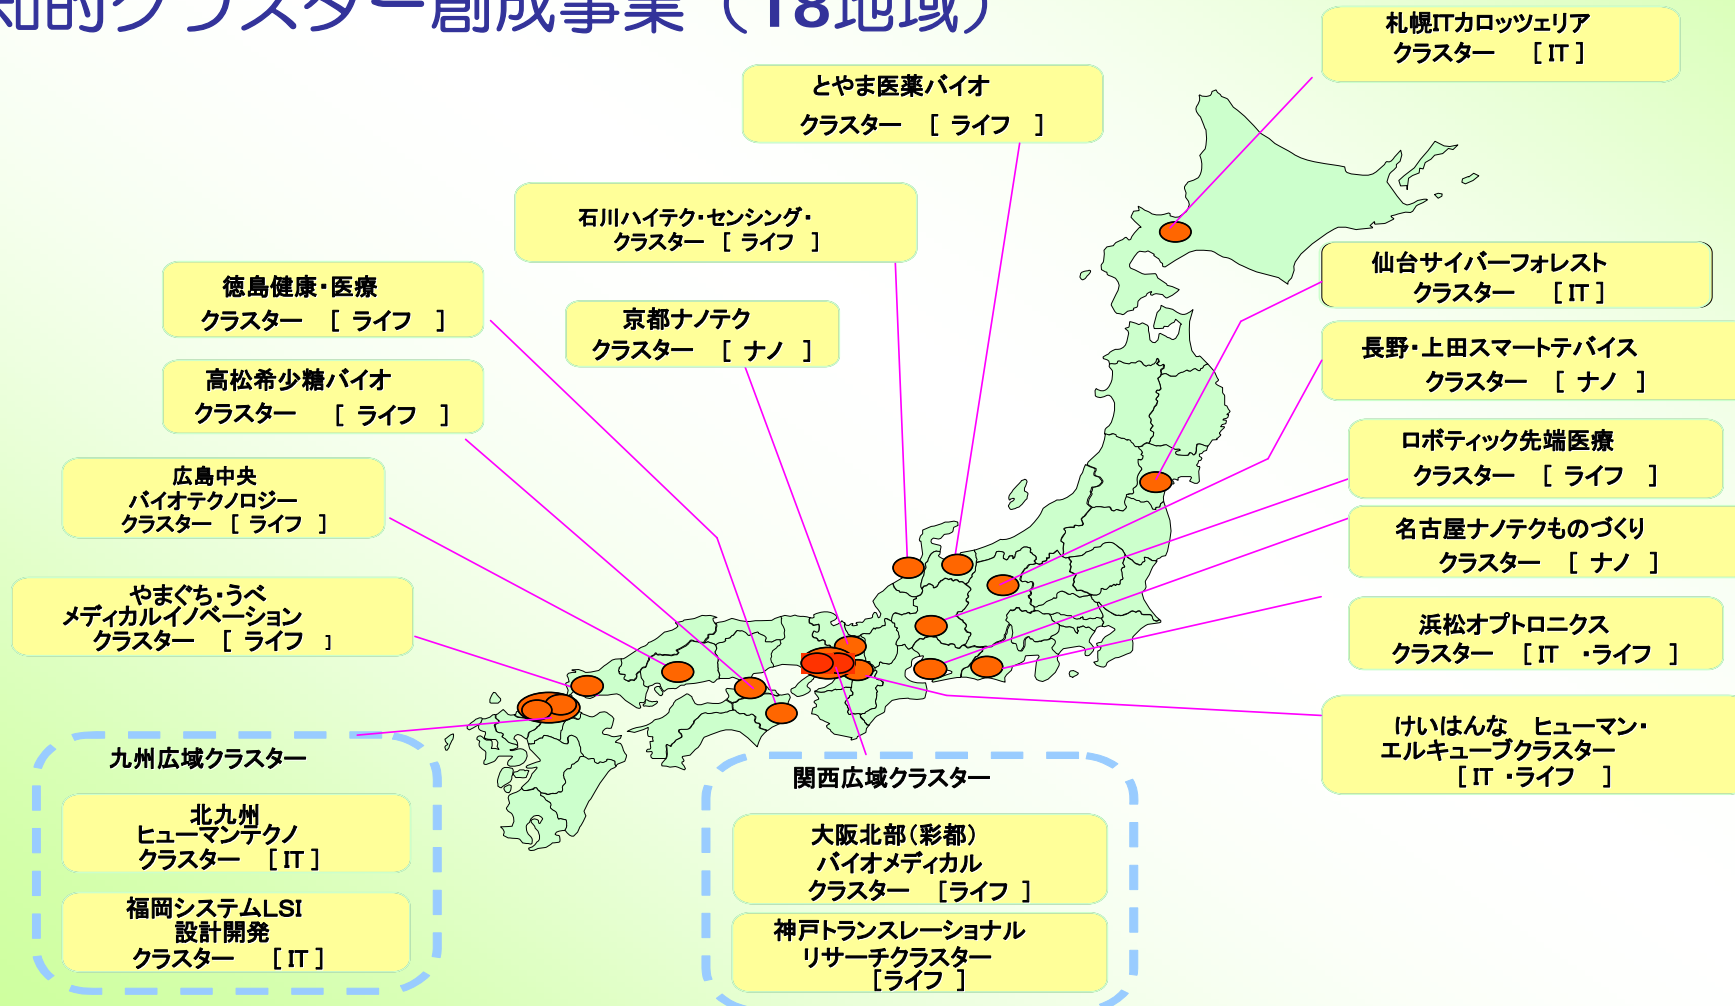 知的クラスター創成事業（18地域）
札幌ITカロッツェリア
クラスター ［ IT ］
とやま医薬バイオ
クラスター ［ ライフ ］
石川ハイテク・センシング・
クラスター ［ ライフ ］
徳島健康・医療
クラスター ［ ライフ ］
京都ナノテク
クラスター ［ ナノ ］
高松希少糖バイオ
クラスター ［ ライフ ］
広島中央
バイオテクノロジー
クラスター ［ ライフ ］
やまぐち・うべ
メディカルイノベーション
クラスター ［ ライフ ］
仙台サイバーフォレスト
クラスター ［ IT ］
長野・上田スマートデバイス
クラスター ［ ナノ ］
ロボティック先端医療
クラスター ［ ライフ ］
名古屋ナノテクものづくり
クラスター ［ ナノ ］
浜松オプトロニクス
クラスター ［ IT ・ライフ ］
けいはんな ヒューマン・
エルキューブクラスター
［ IT ・ライフ ］
九州広域クラスター
北九州
ヒューマンテクノ
クラスター ［ IT ］
福岡システムLSI
設計開発
クラスター ［ IT ］
関西広域クラスター
大阪北部（彩都）
バイオメディカル
クラスター ［ライフ ］
神戸トランスレーショナル
リサーチクラスター
［ライフ ］